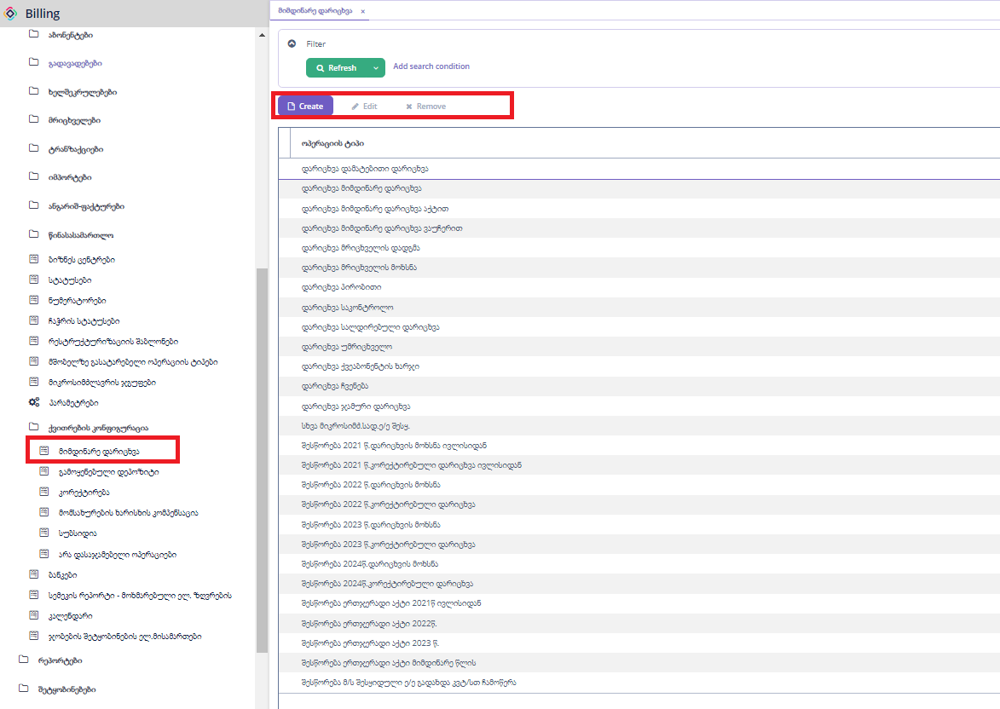 Billing
აბონენტები
გადავადებები
ხელშეკრულებები
მრიცხველები
ტრანზაქციები
იმპორტები
ანგარიშ-ფაქტურები
წინასასამართლო
ბიზნეს ცენტრები
სტატუსები
ნუმერატორები
ჩაჭრის სტატუსები
რესტრუქტურიზაციის შაბლონები
მშობელზე გასატარებელი ოპერაციის ტიპები
მიკროსიმძლავრის ჯგუფები
პარამეტრები
ქვითრების კონფიგურაცია
მიმდინარე დარიცხვა
გამოყენებული დეპოზიტი
კორექტირება
მომსახურების ხარისხის კომპენსაცია
სუბსიდია
არა დასაჯამებელი ოპერაციები
ბანკები
სემეკის რეპორტი - მოხმარებული ელ. ზღვრების
კალენდარი
ჯობების შეტყობინების ელ.მისამართები
რეპორტები
შეტყობინებები
მიმდინარე დარიცხვა ×
Filter
Refresh Add search condition
Create Edit Remove
ოპერაციის ტიპი
დარიცხვა დამატებითი დარიცხვა
დარიცხვა მიმდინარე დარიცხვა
დარიცხვა მიმდინარე დარიცხვა აქტით
დარიცხვა მიმდინარე დარიცხვა ვაუჩერით
დარიცხვა მრიცხველის დადგმა
დარიცხვა მრიცხველის მოხსნა
დარიცხვა პირობითი
დარიცხვა საკონტროლო
დარიცხვა სალდირებული დარიცხვა
დარიცხვა უმრიცხველო
დარიცხვა ქვეაბონენტის ხარჯი
დარიცხვა ჩვენება
დარიცხვა ჯამური დარიცხვა
სხვა მიკროსიმძ.სად.ე/ე შესყ.
შესწორება 2021 წ.დარიცხვის მოხსნა ივლისიდან
შესწორება 2021 წ.კორექტირებული დარიცხვა ივლისიდან
შესწორება 2022 წ.დარიცხვის მოხსნა
შესწორება 2022 წ.კორექტირებული დარიცხვა
შესწორება 2023 წ.დარიცხვის მოხსნა
შესწორება 2023 წ.კორექტირებული დარიცხვა
შესწორება 2024წ.დარიცხვის მოხსნა
შესწორება 2024წ.კორექტირებული დარიცხვა
შესწორება ერთჯერადი აქტი 2021წ ივლისიდან
შესწორება ერთჯერადი აქტი 2022წ.
შესწორება ერთჯერადი აქტი 2023 წ.
შესწორება ერთჯერადი აქტი მიმდინარე წლის
შესწორება მ/ს შესყიდული ე/ე გადახდა კვტ/სთ ჩამოწერა